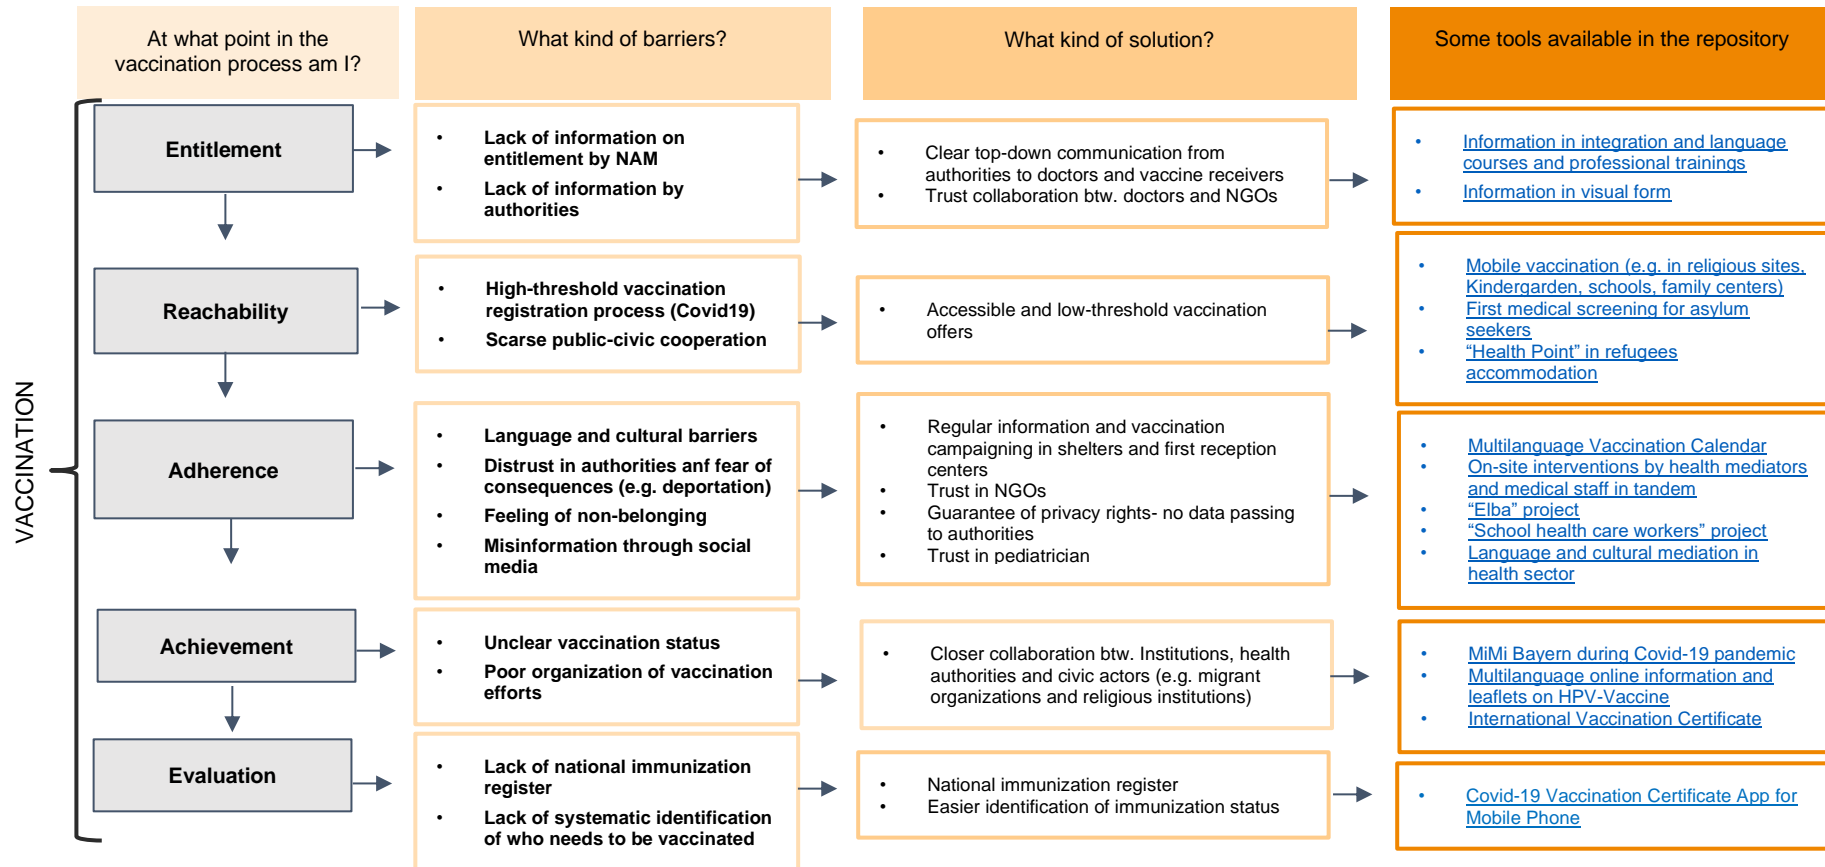 At what point in the
vaccination process am I?
What kind of barriers?
What kind of solution?
Some tools available in the repository
VACCINATION
Entitlement
• Lack of information on
entitlement by NAM
• Lack of information by
authorities
• Clear top-down communication from
authorities to doctors and vaccine receivers
• Trust collaboration btw. doctors and NGOs
• Information in integration and language
courses and professional trainings
• Information in visual form
Reachability
• High-threshold vaccination
registration process (Covid19)
• Scarse public-civic cooperation
• Accessible and low-threshold vaccination
offers
• Mobile vaccination (e.g. in religious sites,
Kindergarden, schools, family centers)
• First medical screening for asylum
seekers
• “Health Point” in refugees
accommodation
Adherence
• Language and cultural barriers
• Distrust in authorities anf fear of
consequences (e.g. deportation)
• Feeling of non-belonging
• Misinformation through social
media
• Regular information and vaccination
campaigning in shelters and first reception
centers
• Trust in NGOs
• Guarantee of privacy rights- no data passing
to authorities
• Trust in pediatrician
• Multilanguage Vaccination Calendar
• On-site interventions by health mediators
and medical staff in tandem
• “Elba” project
• “School health care workers” project
• Language and cultural mediation in
health sector
Achievement
• Unclear vaccination status
• Poor organization of vaccination
efforts
• Closer collaboration btw. Institutions, health
authorities and civic actors (e.g. migrant
organizations and religious institutions)
• MiMi Bayern during Covid-19 pandemic
• Multilanguage online information and
leaflets on HPV-Vaccine
• International Vaccination Certificate
Evaluation
• Lack of national immunization
register
• Lack of systematic identification
of who needs to be vaccinated
• National immunization register
• Easier identification of immunization status
• Covid-19 Vaccination Certificate App for
Mobile Phone